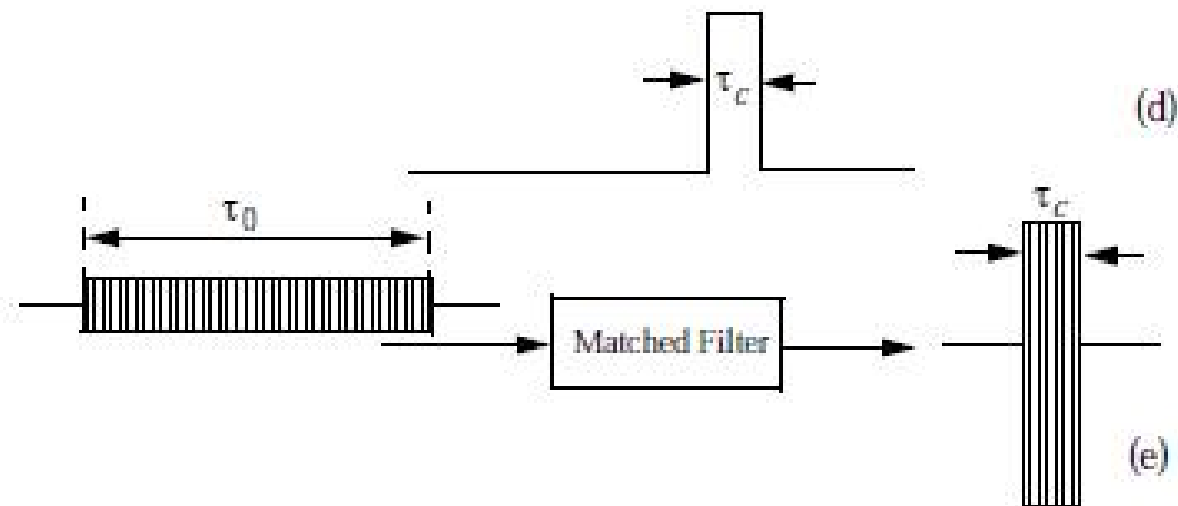 τc
(d)
τ0
τc
Matched Filter
(e)